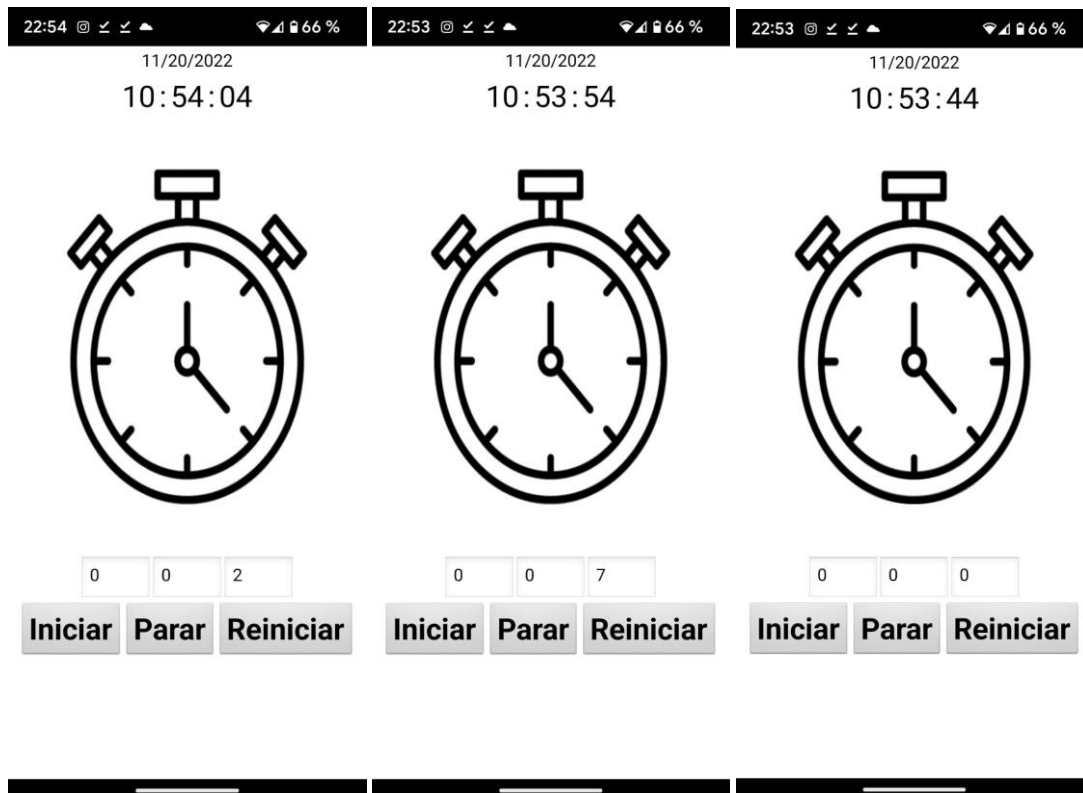 22:54 66 %
11/20/2022
10:54:04
0 0 2
Iniciar Parar Reiniciar
22:53 66 %
11/20/2022
10:53:54
0 0 7
Iniciar Parar Reiniciar
22:53 66 %
11/20/2022
10:53:44
0 0 0
Iniciar Parar Reiniciar